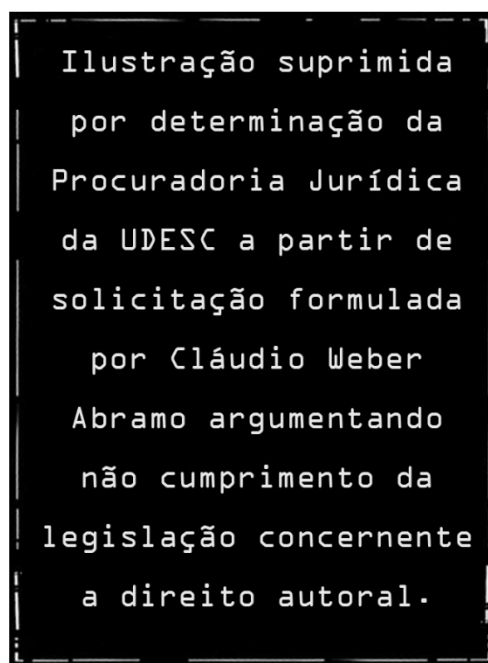 Ilustração suprimida
por determinação da
Procuradoria Jurídica
da UDESC a partir de
solicitação formulada
por Cláudio Weber
Abramo argumentando
não cumprimento da
legislação concernente
a direito autoral.